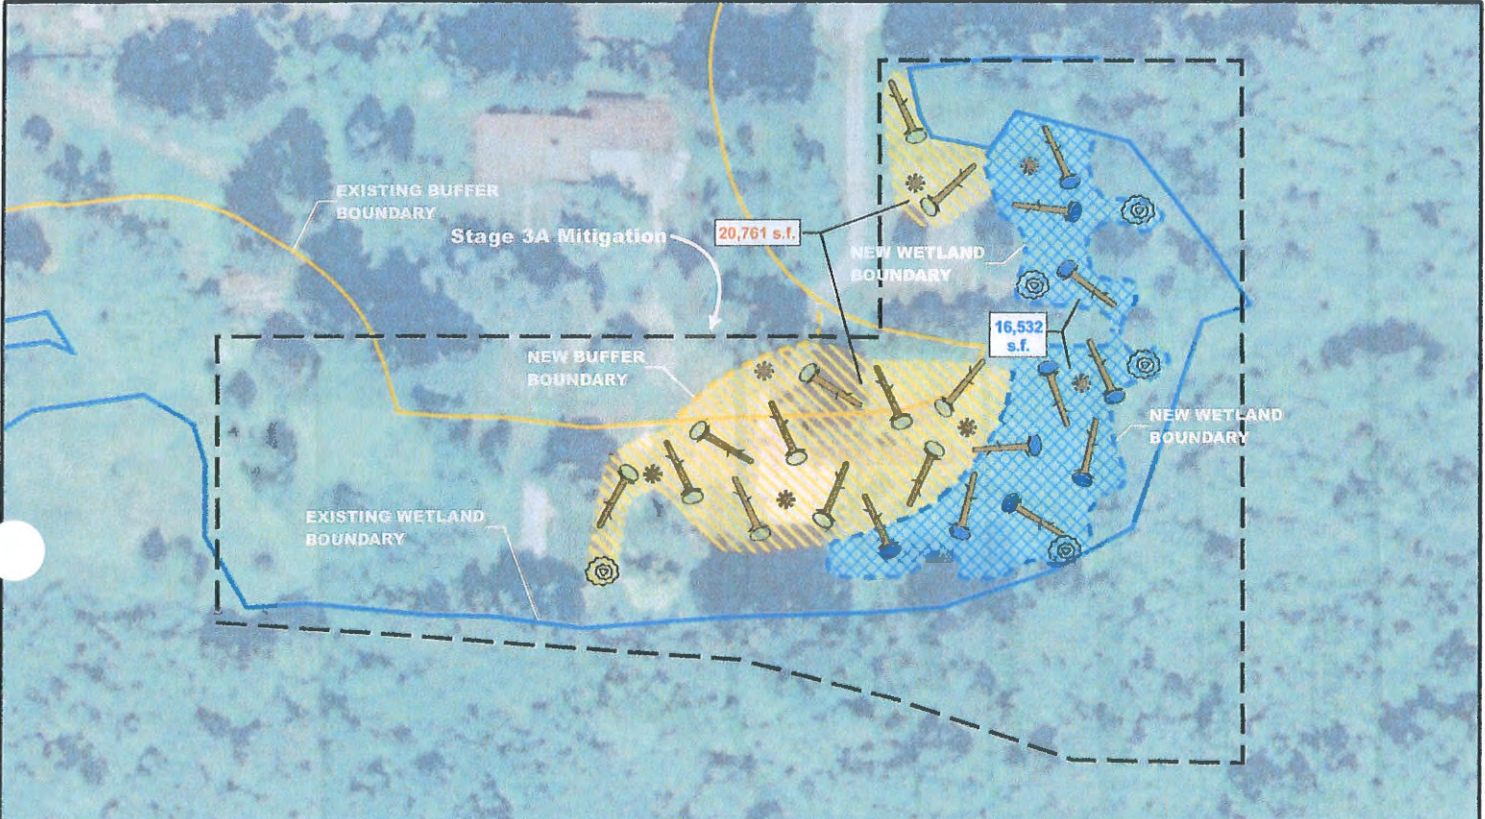 EXISTING BUFFER
BOUNDARY
Stage 3A Mitigation
20,761 s.f.
NEW WETLAND
BOUNDARY
16,532
s.f.
NEW BUFFER
BOUNDARY
NEW WETLAND
BOUNDARY
EXISTING WETLAND
BOUNDARY